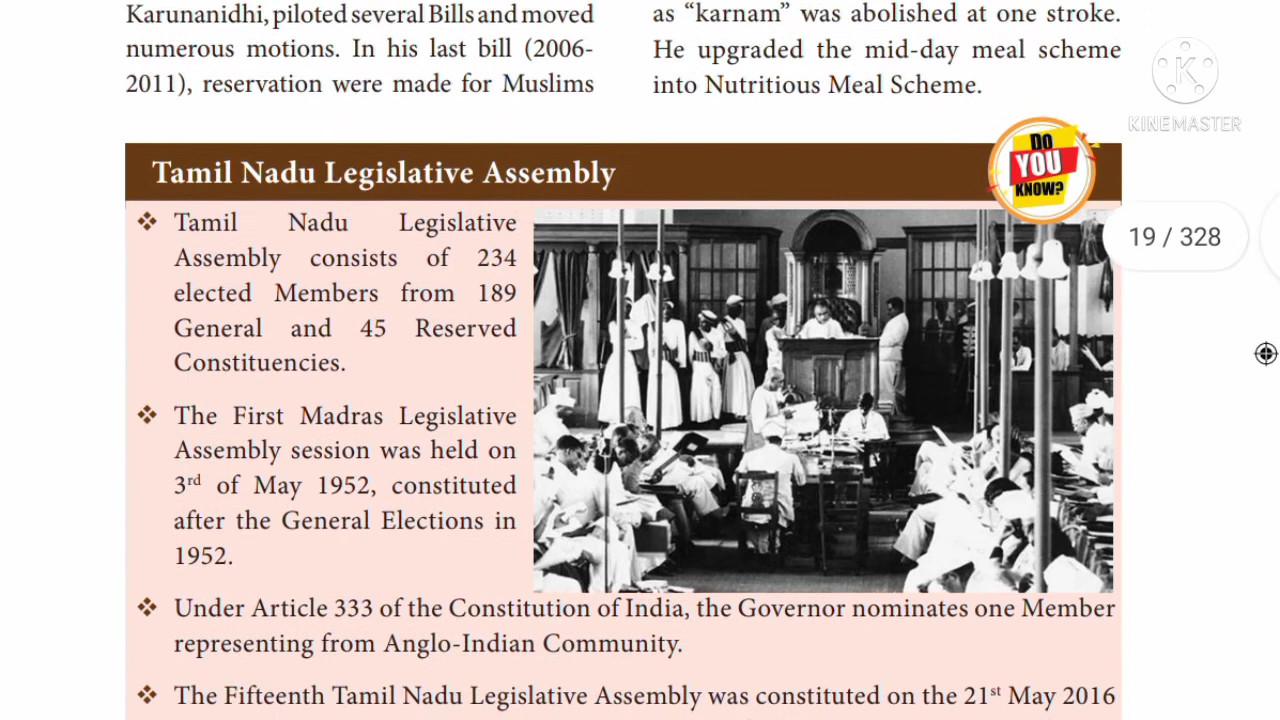 Karunanidhi, piloted several Bills and moved
numerous motions. In his last bill (2006-
2011), reservation were made for Muslims
as “karnam” was abolished at one stroke.
He upgraded the mid-day meal scheme
into Nutritious Meal Scheme.
KINEMASTER
Tamil Nadu Legislative Assembly
DO
YOU
KNOW?
19 / 328
❖ Tamil Nadu Legislative
Assembly consists of 234
elected Members from 189
General and 45 Reserved
Constituencies.
❖ The First Madras Legislative
Assembly session was held on
3rd of May 1952, constituted
after the General Elections in
1952.
❖ Under Article 333 of the Constitution of India, the Governor nominates one Member
representing from Anglo-Indian Community.
❖ The Fifteenth Tamil Nadu Legislative Assembly was constituted on the 21st May 2016